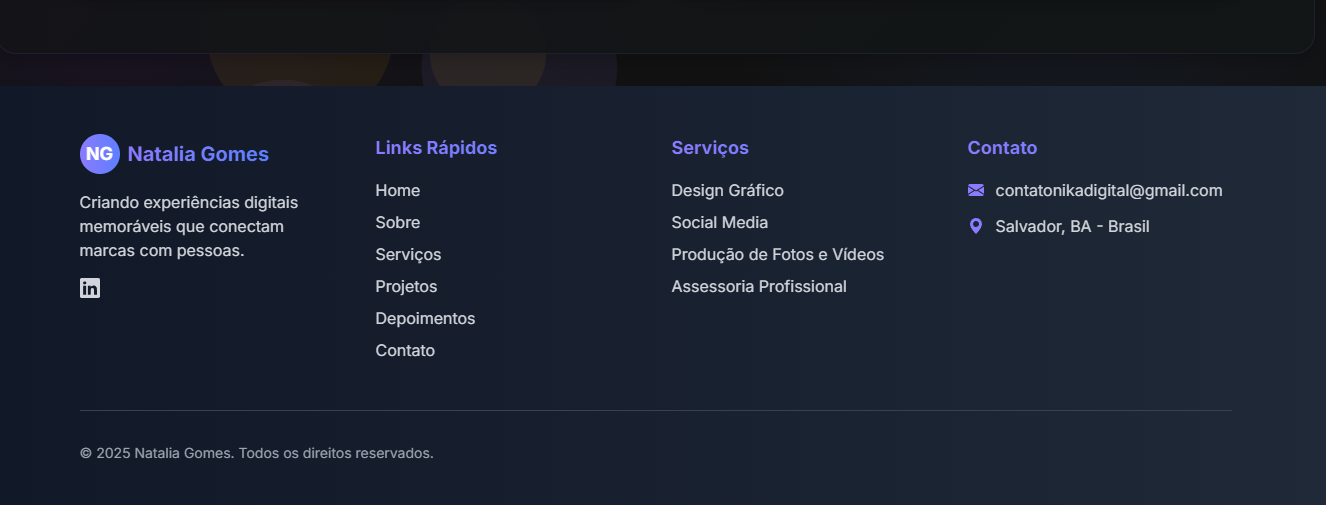 NG Natalia Gomes
Criando experiências digitais
memoráveis que conectam
marcas com pessoas.
in
Links Rápidos
Home
Sobre
Serviços
Projetos
Depoimentos
Contato
Serviços
Design Gráfico
Social Media
Produção de Fotos e Vídeos
Assessoria Profissional
Contato
contatonikadigital@gmail.com
Salvador, BA - Brasil
© 2025 Natalia Gomes. Todos os direitos reservados.